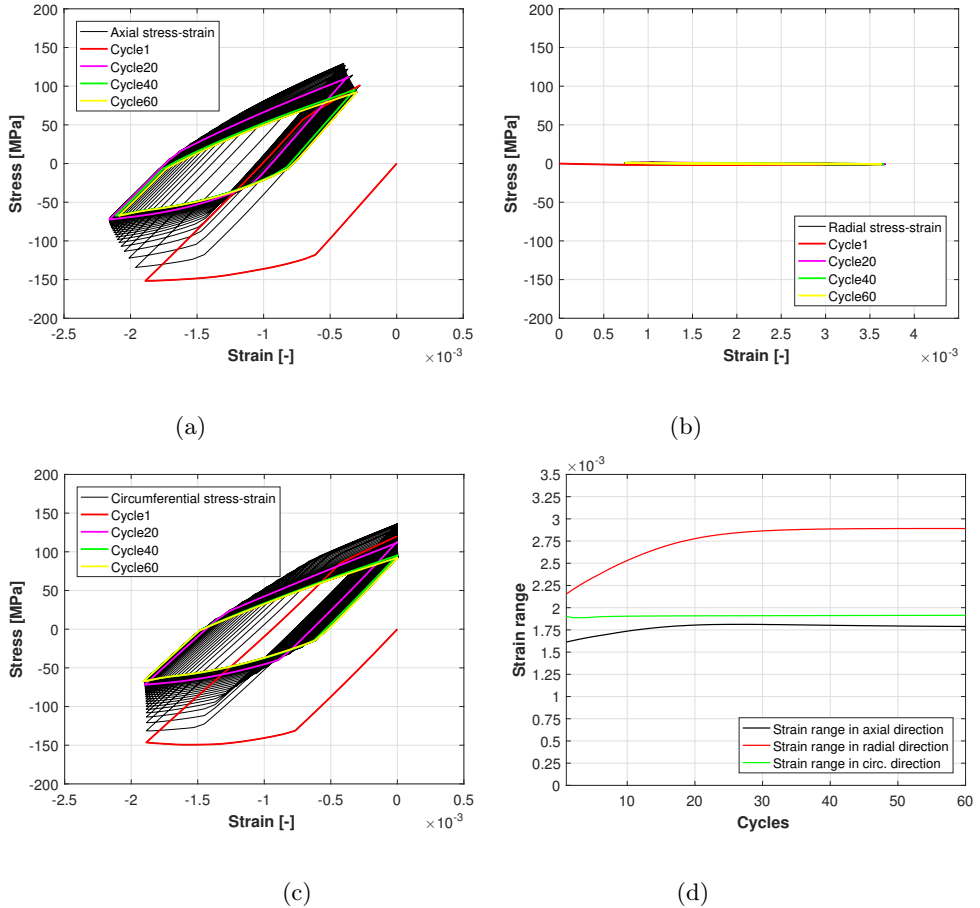 200
150
100
50
0
-50
-100
-150
-200
Stress [MPa]
Axial stress-strain
Cycle1
Cycle20
Cycle40
Cycle60
-2.5 -2 -1.5 -1 -0.5 0 0.5
Strain [-]
×10⁻³
(a)
200
150
100
50
0
-50
-100
-150
-200
Stress [MPa]
Radial stress-strain
Cycle1
Cycle20
Cycle40
Cycle60
0 0.5 1 1.5 2 2.5 3 3.5 4
Strain [-]
×10⁻³
(b)
200
150
100
50
0
-50
-100
-150
-200
Stress [MPa]
Circumferential stress-strain
Cycle1
Cycle20
Cycle40
Cycle60
-2.5 -2 -1.5 -1 -0.5 0 0.5
Strain [-]
×10⁻³
(c)
×10⁻³
3.5
3.25
3
2.75
2.5
2.25
2
1.75
1.5
1.25
1
0.75
0.5
0.25
0
Strain range
Strain range in axial direction
Strain range in radial direction
Strain range in circ. direction
10 20 30 40 50 60
Cycles
(d)